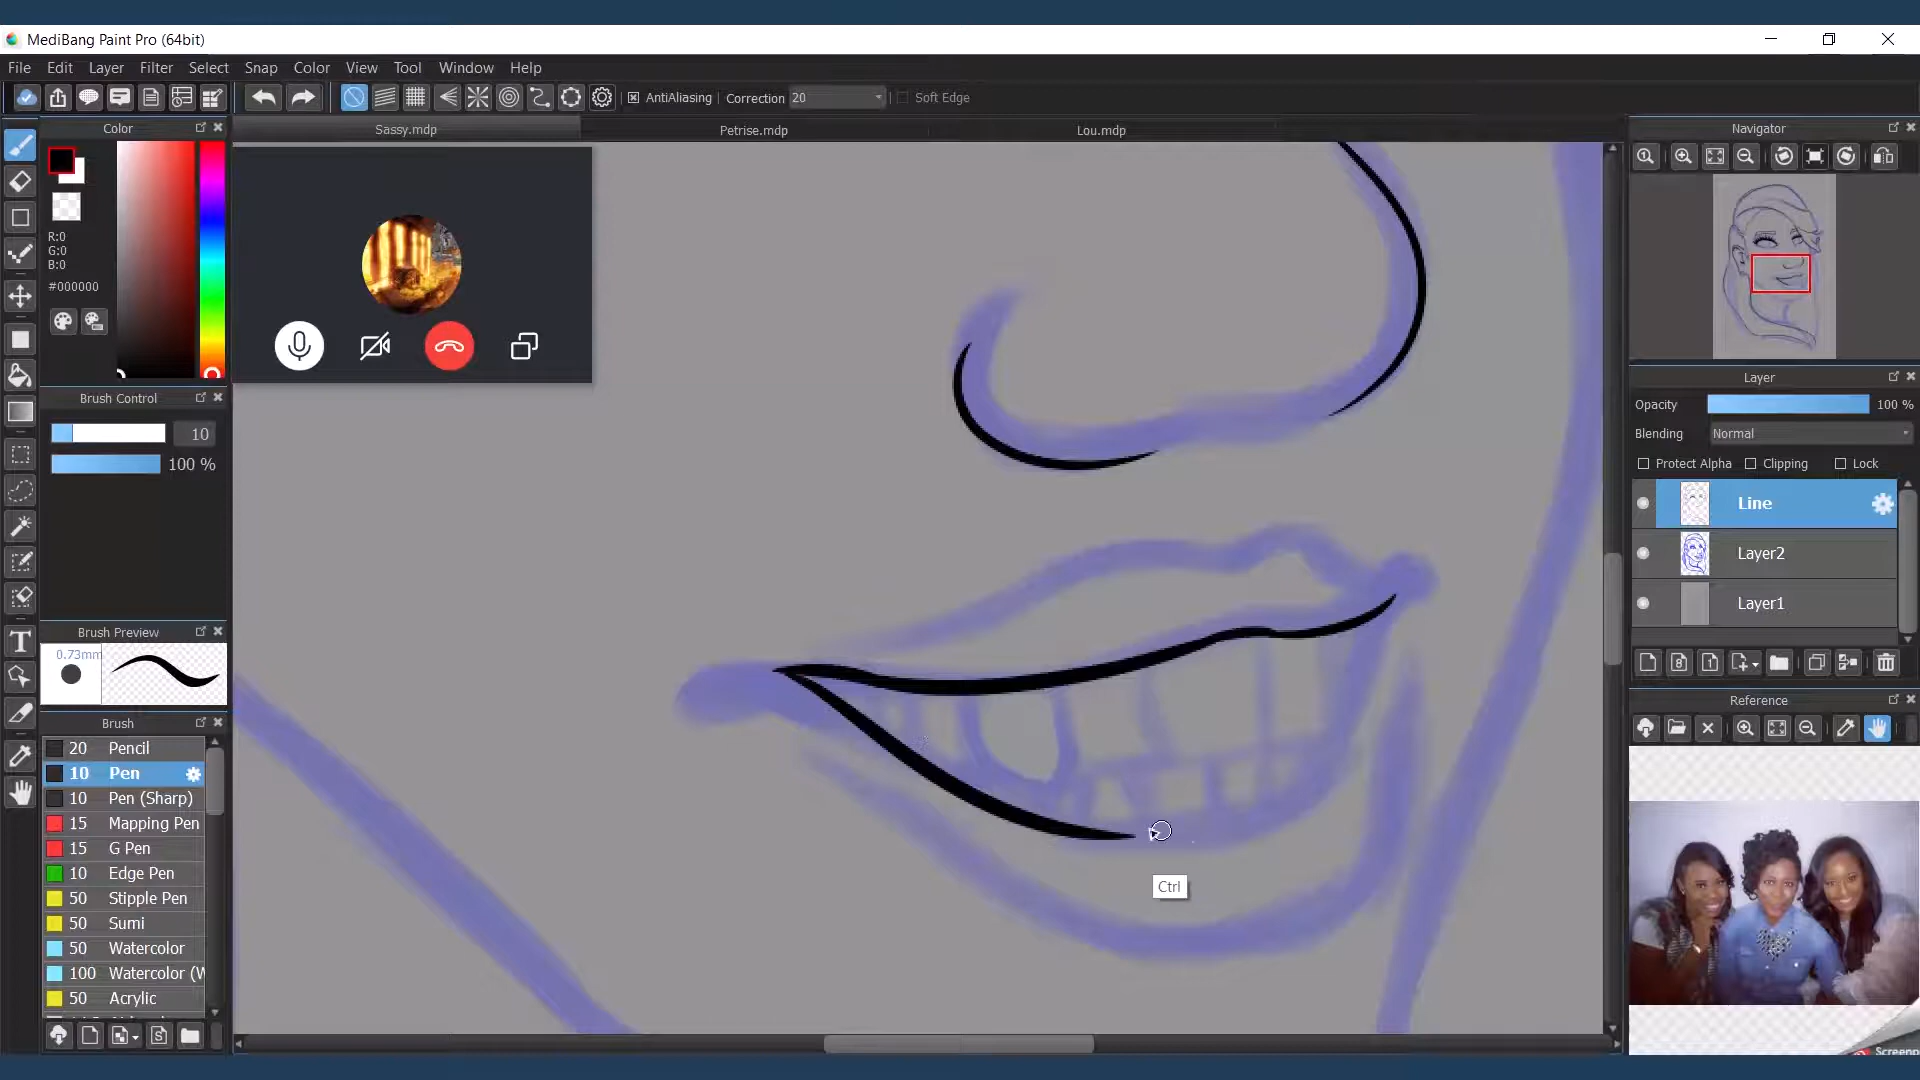 MediBang Paint Pro (64bit)
File Edit Layer Filter Select Snap Color View Tool Window Help
AntiAliasing Correction 20 Soft Edge
Color
Sassy.mdp Petrise.mdp Lou.mdp
Navigator
R:0
G:0
B:0
#000000
Brush Control
10
100 %
Layer
Opacity 100 %
Blending Normal
Protect Alpha Clipping Lock
Line
Layer2
Layer1
Brush Preview
0.73mm
Reference
Brush
20 Pencil
10 Pen
10 Pen (Sharp)
15 Mapping Pen
15 G Pen
10 Edge Pen
50 Stipple Pen
50 Sumi
50 Watercolor
100 Watercolor (W
50 Acrylic
Ctrl
T